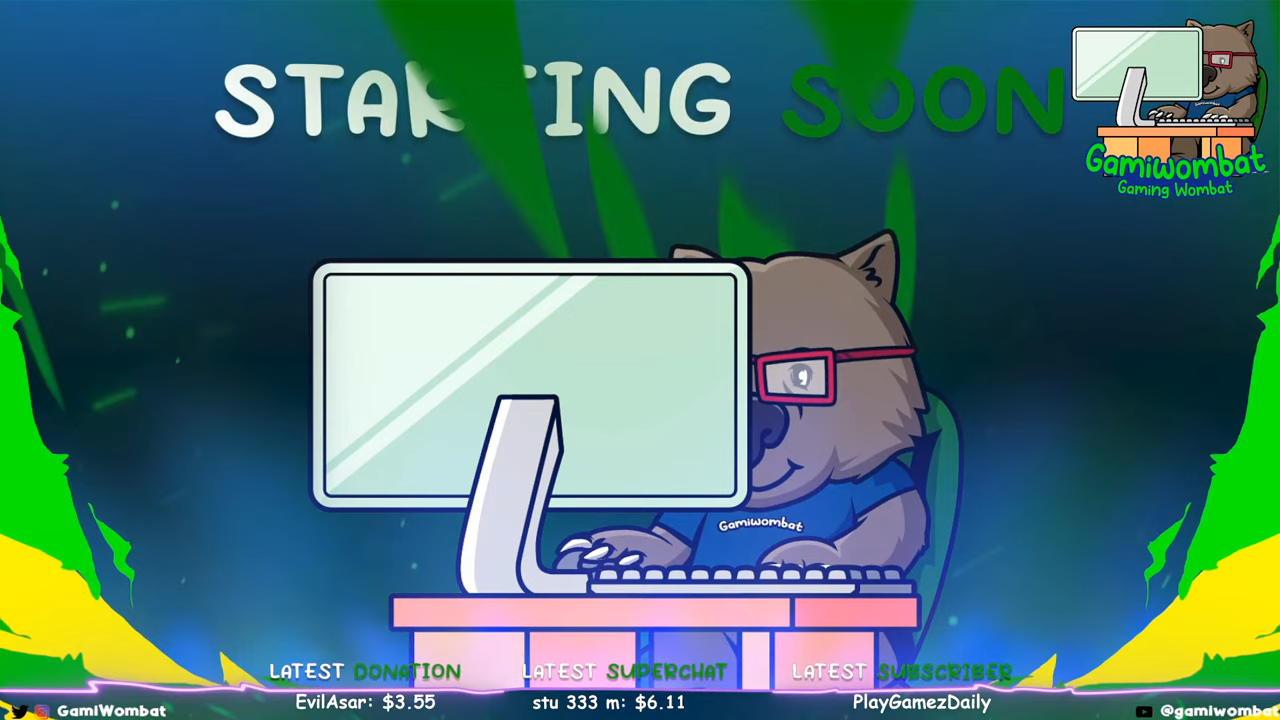 STARTING SOON
Gamiwombat
Gaming Wombat
Gamiwombat
LATEST DONATION
LATEST SUPERCHAT
LATEST SUBSCRIBER
EvilAsar: $3.55
stu 333 m: $6.11
PlayGamezDaily
GamiWombat
@gamiwombat